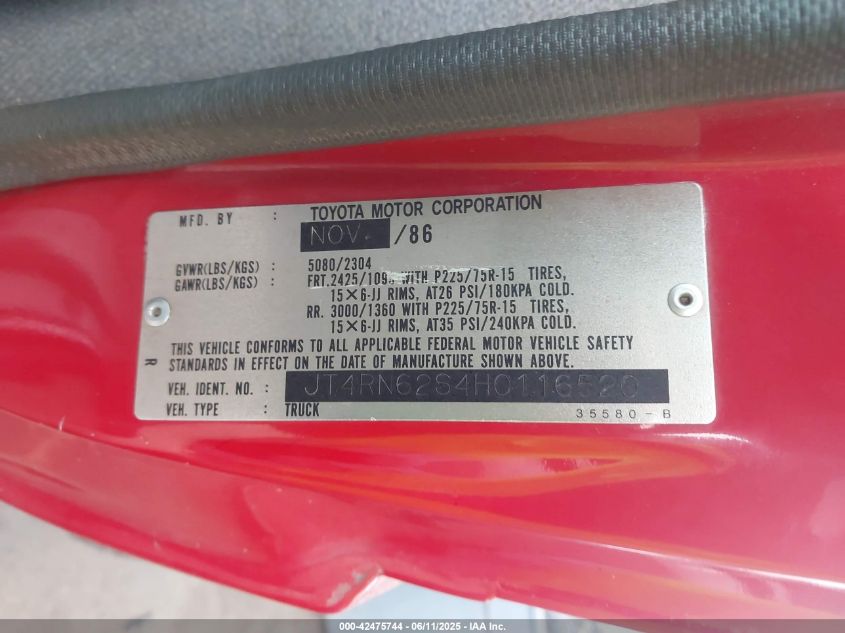 MFD. BY : TOYOTA MOTOR CORPORATION
NOV. /86
GVWR(LBS/KGS) : 5080/2304
GAWR(LBS/KGS) : FRT. 2425/109 WITH P225/75R-15 TIRES,
15×6-JJ RIMS, AT26 PSI/180KPA COLD.
RR. 3000/1360 WITH P225/75R-15 TIRES,
15×6-JJ RIMS, AT35 PSI/240KPA COLD.
THIS VEHICLE CONFORMS TO ALL APPLICABLE FEDERAL MOTOR VEHICLE SAFETY
STANDARDS IN EFFECT ON THE DATE OF MANUFACTURE SHOWN ABOVE.
R
VEH. IDENT. NO. : JT4RN62S4H0116520
VEH. TYPE : TRUCK 35580-B
000-42475744 | 06/11/2025 | IAA Inc.